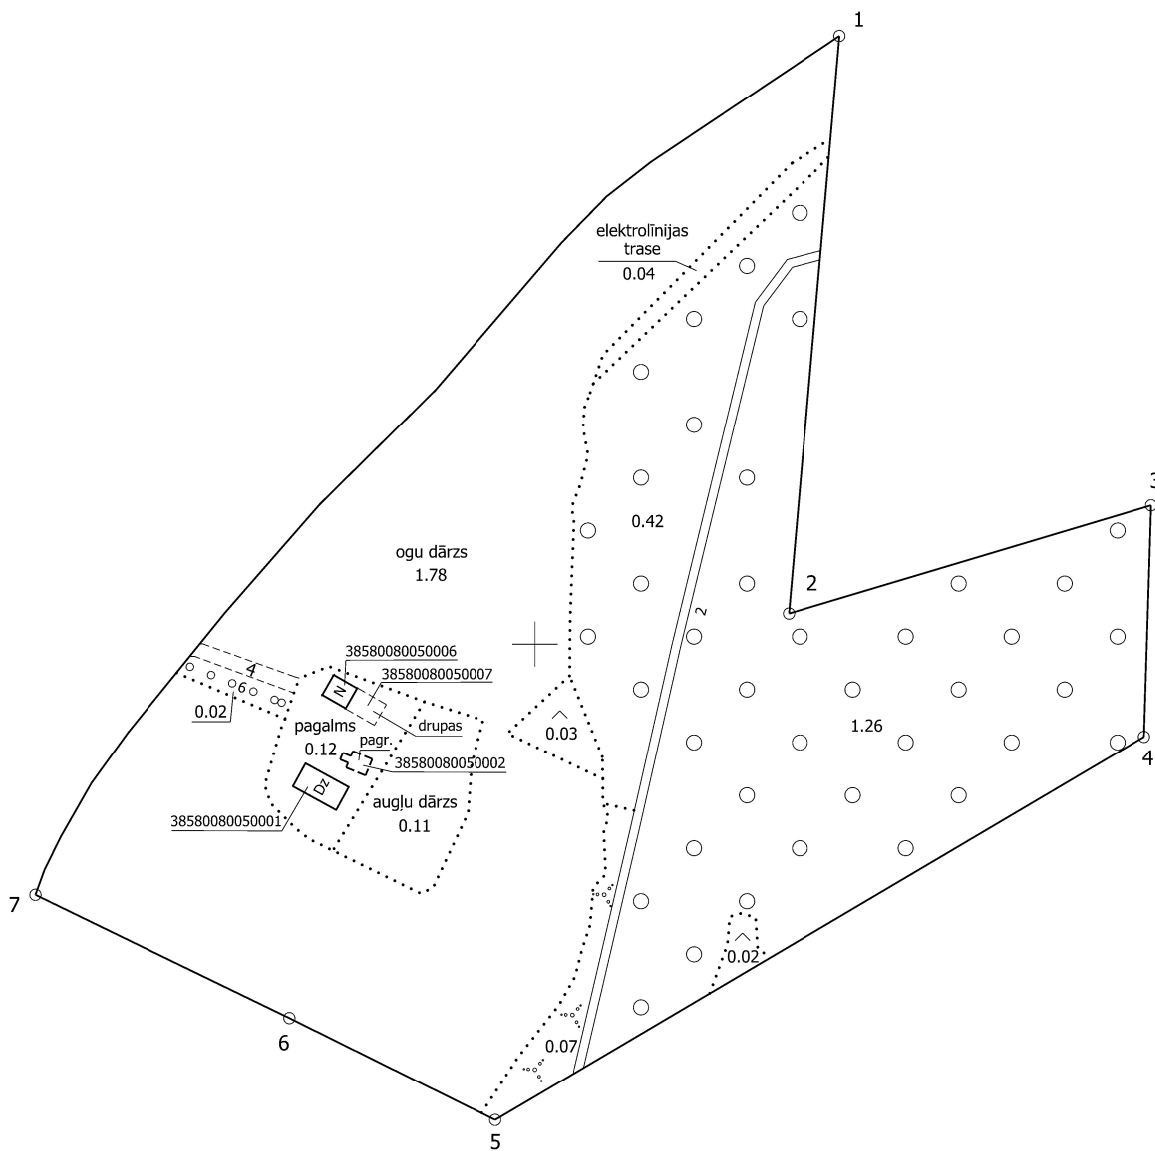 1
elektrolīnijas
trase
0.04
3
0.42
ogu dārzs
1.78
2
2
38580080050006
4
38580080050007
N
6
0.02
pagalms
0.12
drupas
pagr.
0.03
1.26
4
38580080050002
Dz
augļu dārzs
0.11
38580080050001
7
0.02
6
0.07
5